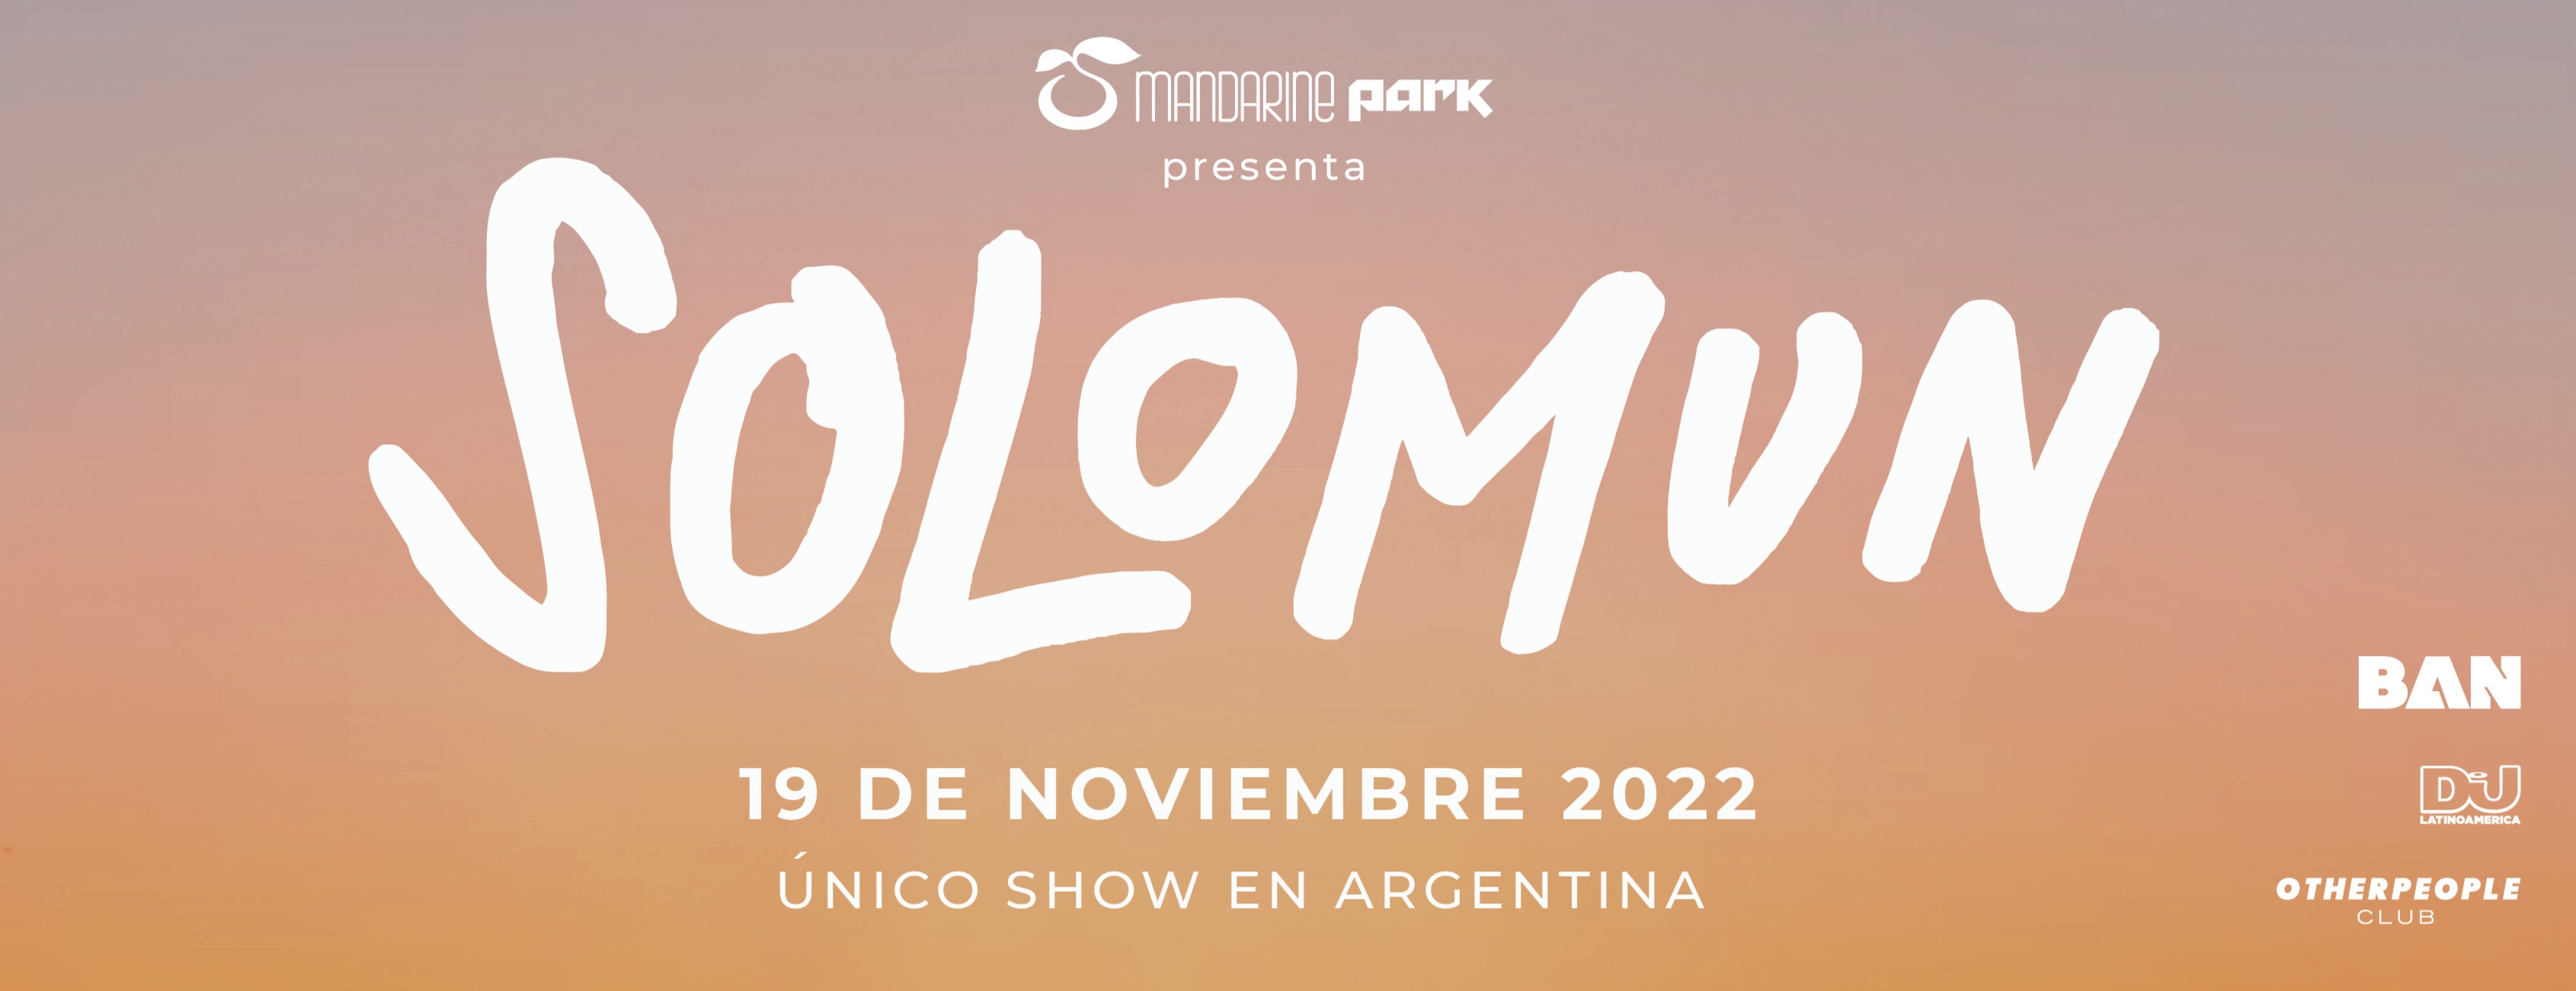 MANDARINE PARK
presenta
SOLOMUN
19 DE NOVIEMBRE 2022
ÚNICO SHOW EN ARGENTINA
BAN
DJ
LATINOAMERICA
OTHERPEOPLE
CLUB